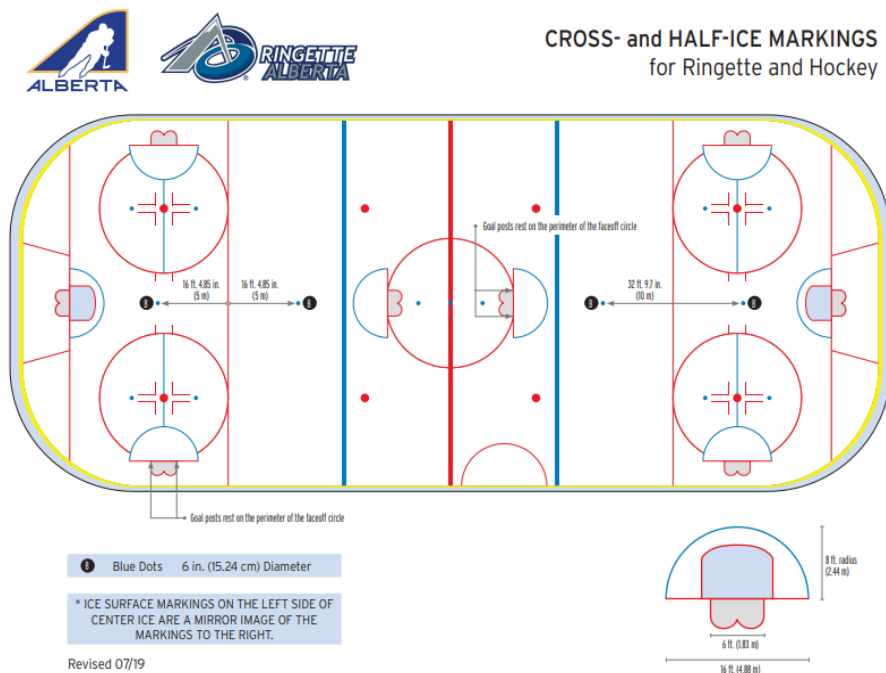 ALBERTA
RINGETTE
ALBERTA
CROSS- and HALF-ICE MARKINGS
for Ringette and Hockey
Goal posts rest on the perimeter of the faceoff circle
16 ft. 4.85 in.
(5 m)
16 ft. 4.85 in.
(5 m)
32 ft. 9.7 in.
(10 m)
B
B
B
B
Goal posts rest on the perimeter of the faceoff circle
B Blue Dots 6 in. (15.24 cm) Diameter
* ICE SURFACE MARKINGS ON THE LEFT SIDE OF
CENTER ICE ARE A MIRROR IMAGE OF THE
MARKINGS TO THE RIGHT.
Revised 07/19
8 ft. radius
(2.44 m)
6 ft. (1.83 m)
16 ft. (4.88 m)